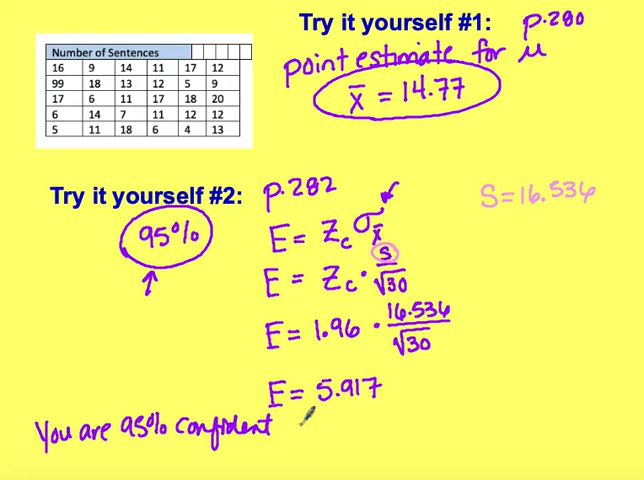 Try it yourself #1: p.280
point estimate for μ
x̄ = 14.77
Number of Sentences
16 9 14 11 17 12
99 18 13 12 5 9
17 6 11 17 18 20
6 14 7 11 12 12
5 11 18 6 4 13
Try it yourself #2: p.282
S=16.536
95%
E = Zc σx̄
E = Zc · s/√30
E = 1.96 · 16.536/√30
E = 5.917
You are 95% confident